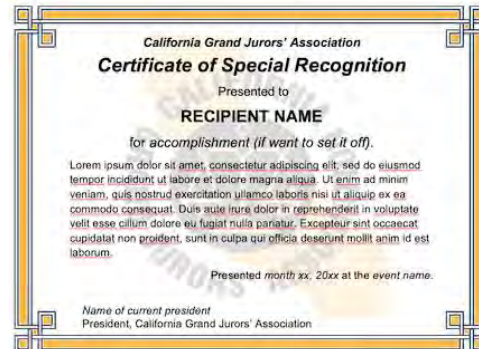 California Grand Jurors' Association
Certificate of Special Recognition
Presented to
RECIPIENT NAME
for accomplishment (if want to set it off).
Lorem ipsum dolor sit amet, consectetur adipiscing elit, sed do eiusmod
tempor incididunt ut labore et dolore magna aliqua. Ut enim ad minim
veniam, quis nostrud exercitation ullamco laboris nisi ut aliquip ex ea
commodo consequat. Duis aute irure dolor in reprehenderit in voluptate
velit esse cillum dolore eu fugiat nulla pariatur. Excepteur sint occaecat
cupidatat non proident, sunt in culpa qui officia deserunt mollit anim id est
laborum.
Presented month xx, 20xx at the event name.
Name of current president
President, California Grand Jurors' Association